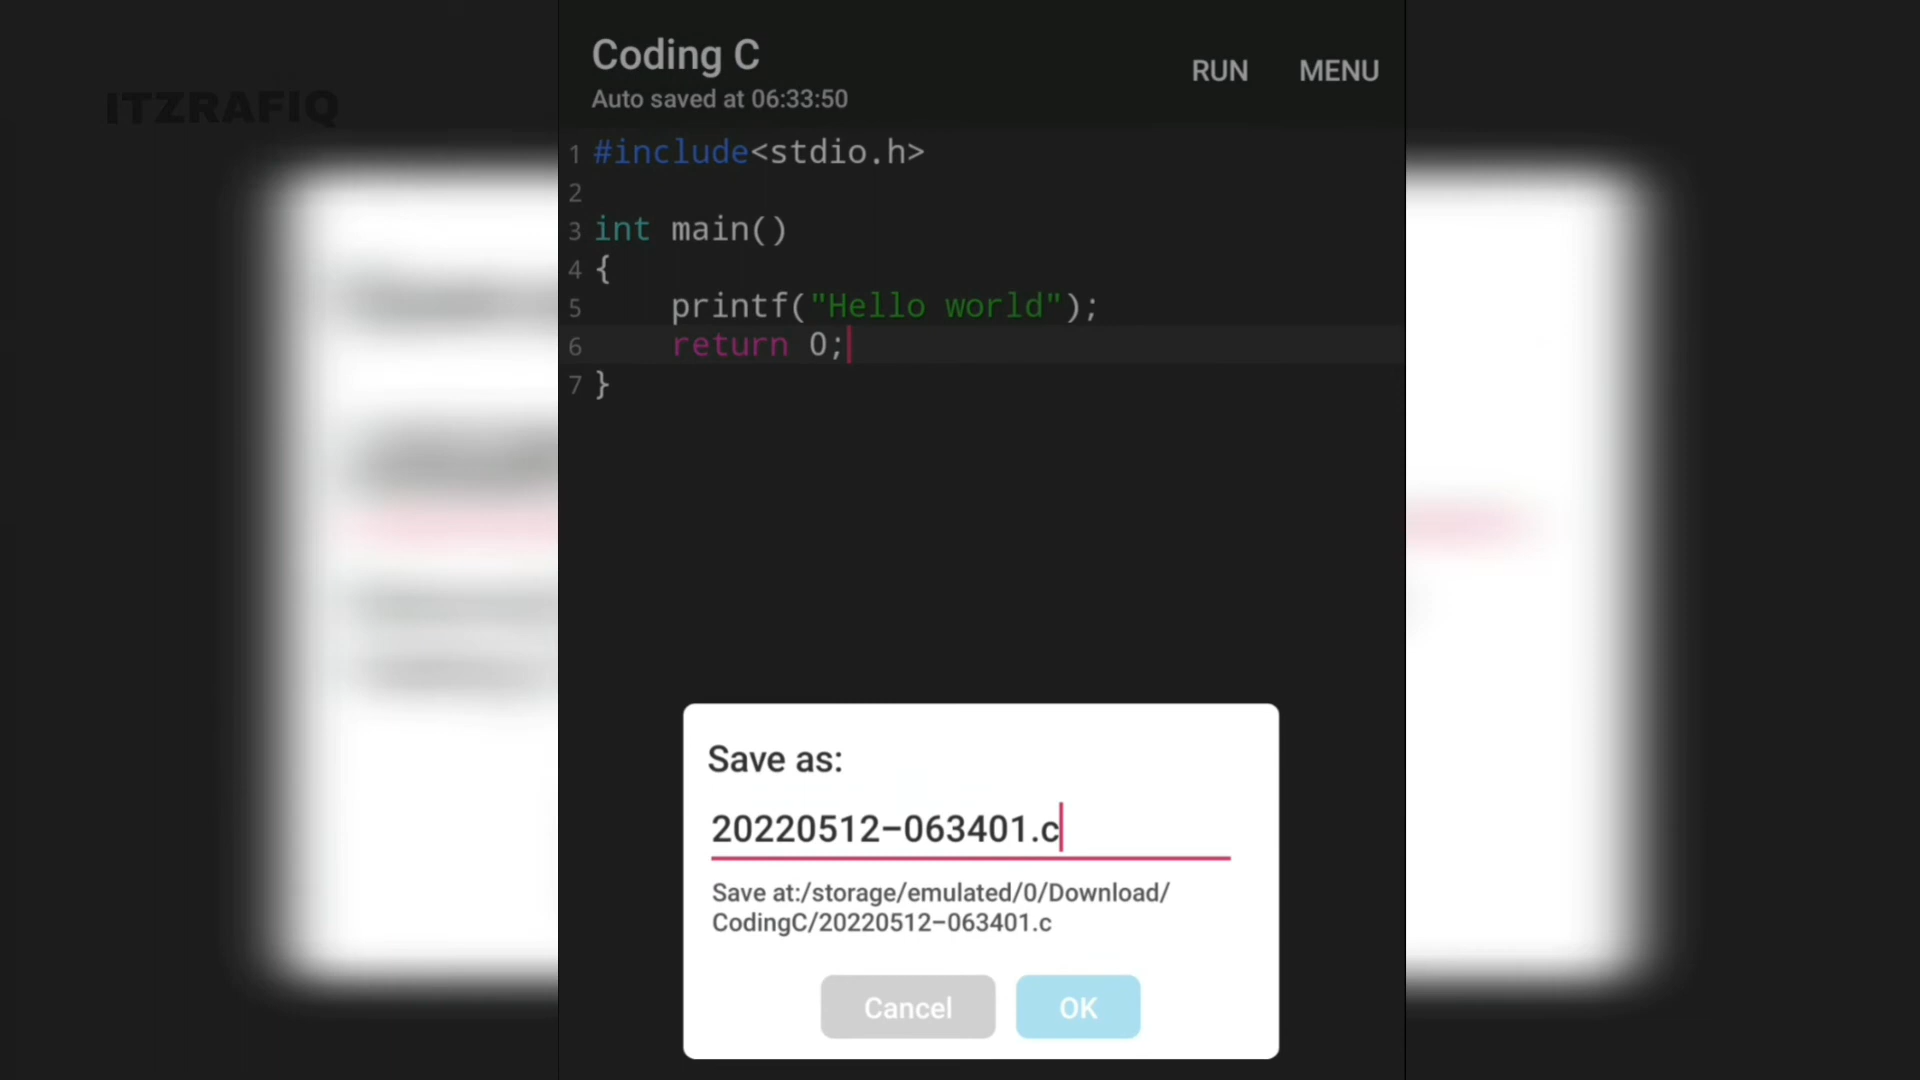 ITZRAFIQ
Coding C
RUN MENU
Auto saved at 06:33:50
1 #include<stdio.h>
2
3 int main()
4 {
5     printf("Hello world");
6     return 0;
7 }
Save as:
20220512-063401.c
Save at:/storage/emulated/0/Download/
CodingC/20220512-063401.c
Cancel OK